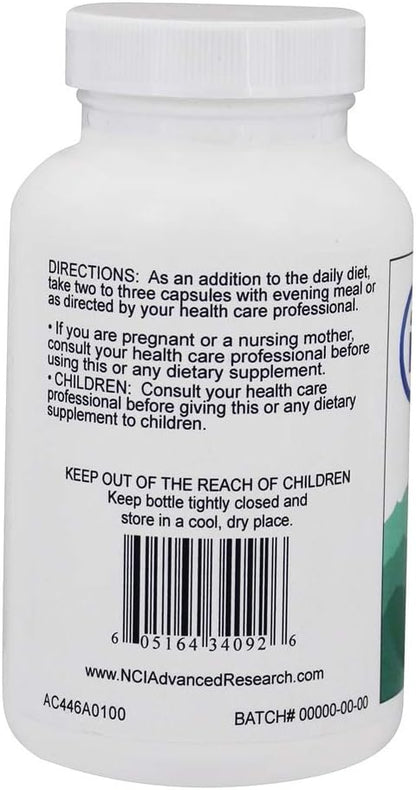 DIRECTIONS: As an addition to the daily diet,
take two to three capsules with evening meal or
as directed by your health care professional.
• If you are pregnant or a nursing mother,
consult your health care professional before
using this or any dietary supplement.
• CHILDREN: Consult your health care
professional before giving this or any dietary
supplement to children.
KEEP OUT OF THE REACH OF CHILDREN
Keep bottle tightly closed and
store in a cool, dry place.
6 05164 34092 6
www.NCIAdvancedResearch.com
AC446A0100 BATCH# 00000-00-00